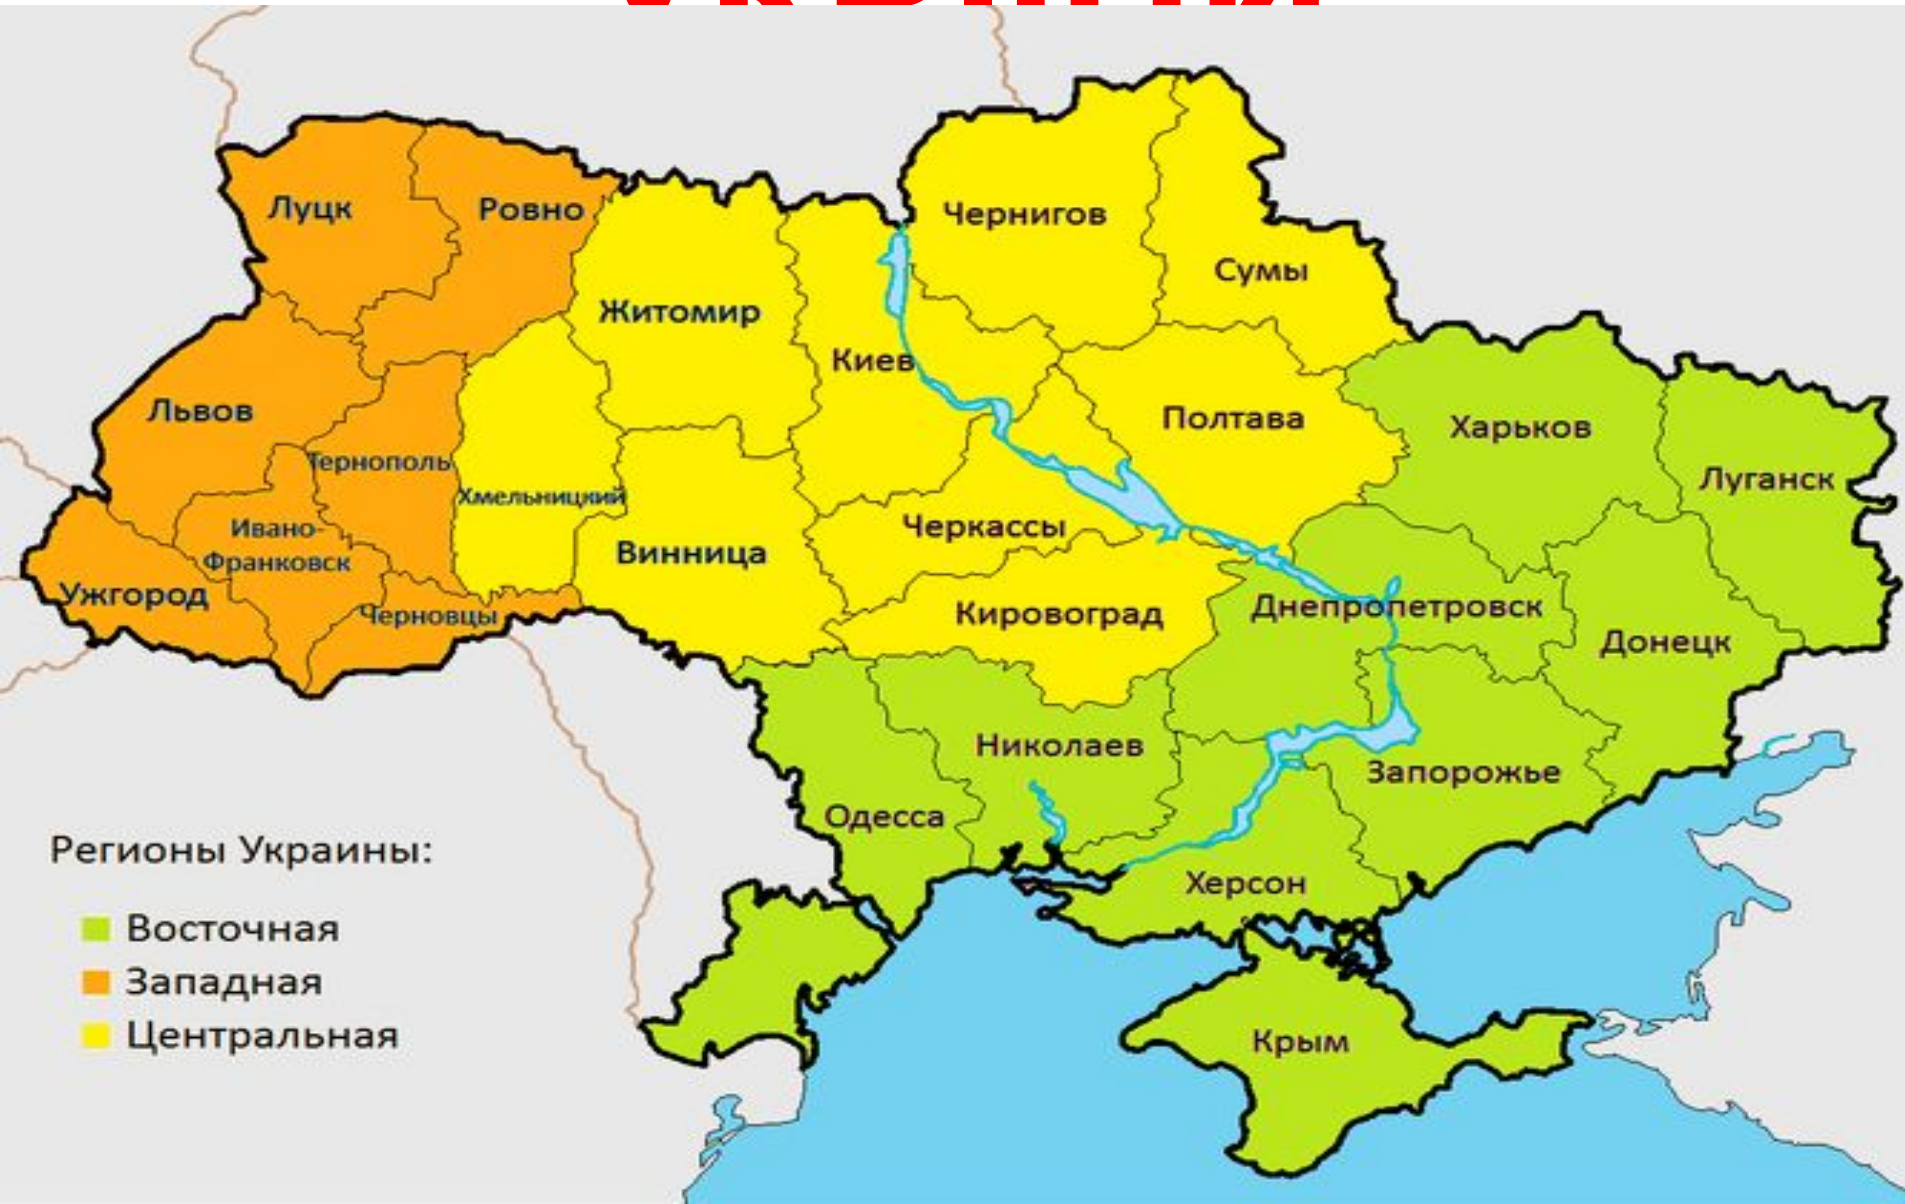 Чернигов
Луцк
Ровно
Сумы
Житомир
Киев
Львов
Полтава
Харьков
Тернополь
Луганск
Хмельницкий
Ивано-
Франковск
Черкассы
Винница
Ужгород
Черновцы
Кировоград
Днепропетровск
Донецк
Николаев
Запорожье
Одесса
Херсон
Крым
Регионы Украины:
Восточная
Западная
Центральная